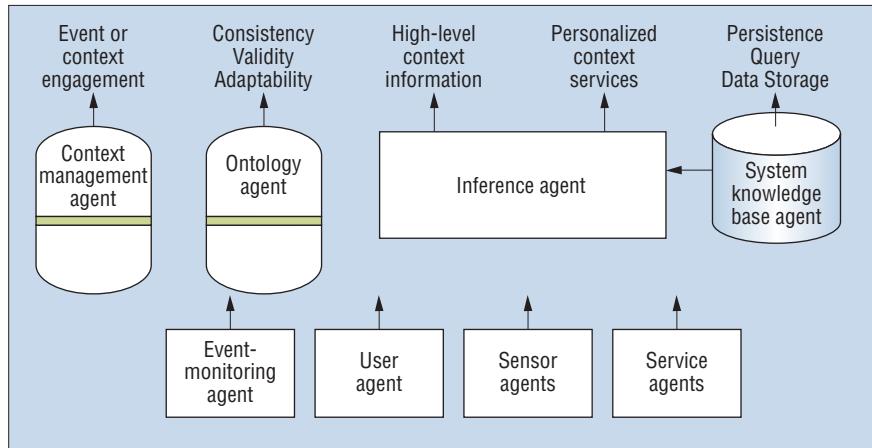 Event or
context
engagement
Consistency
Validity
Adaptability
High-level
context
information
Personalized
context
services
Persistence
Query
Data Storage
Context
management
agent
Ontology
agent
Inference agent
System
knowledge
base agent
Event-
monitoring
agent
User
agent
Sensor
agents
Service
agents